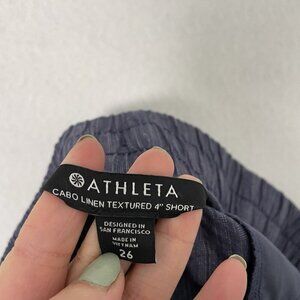 ATHLETA
CABO LINEN TEXTURED 4" SHORT
DESIGNED IN
SAN FRANCISCO
MADE IN
VIETNAM
26